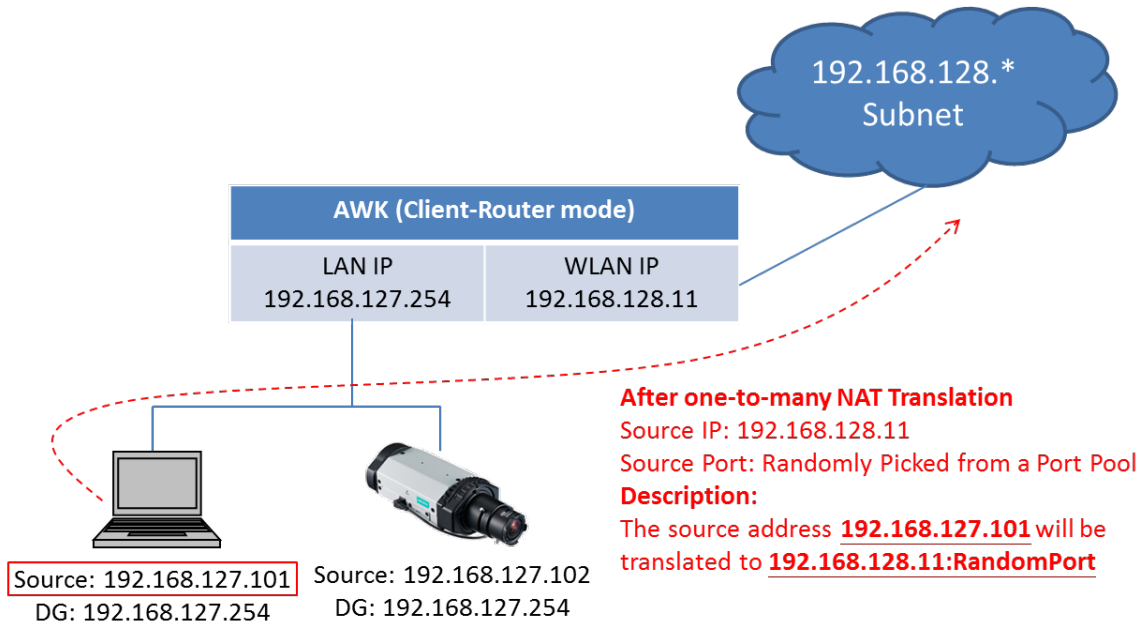 192.168.128.*
Subnet
AWK (Client-Router mode)
LAN IP
192.168.127.254
WLAN IP
192.168.128.11
After one-to-many NAT Translation
Source IP: 192.168.128.11
Source Port: Randomly Picked from a Port Pool
Description:
The source address 192.168.127.101 will be
translated to 192.168.128.11:RandomPort
Source: 192.168.127.101
DG: 192.168.127.254
Source: 192.168.127.102
DG: 192.168.127.254